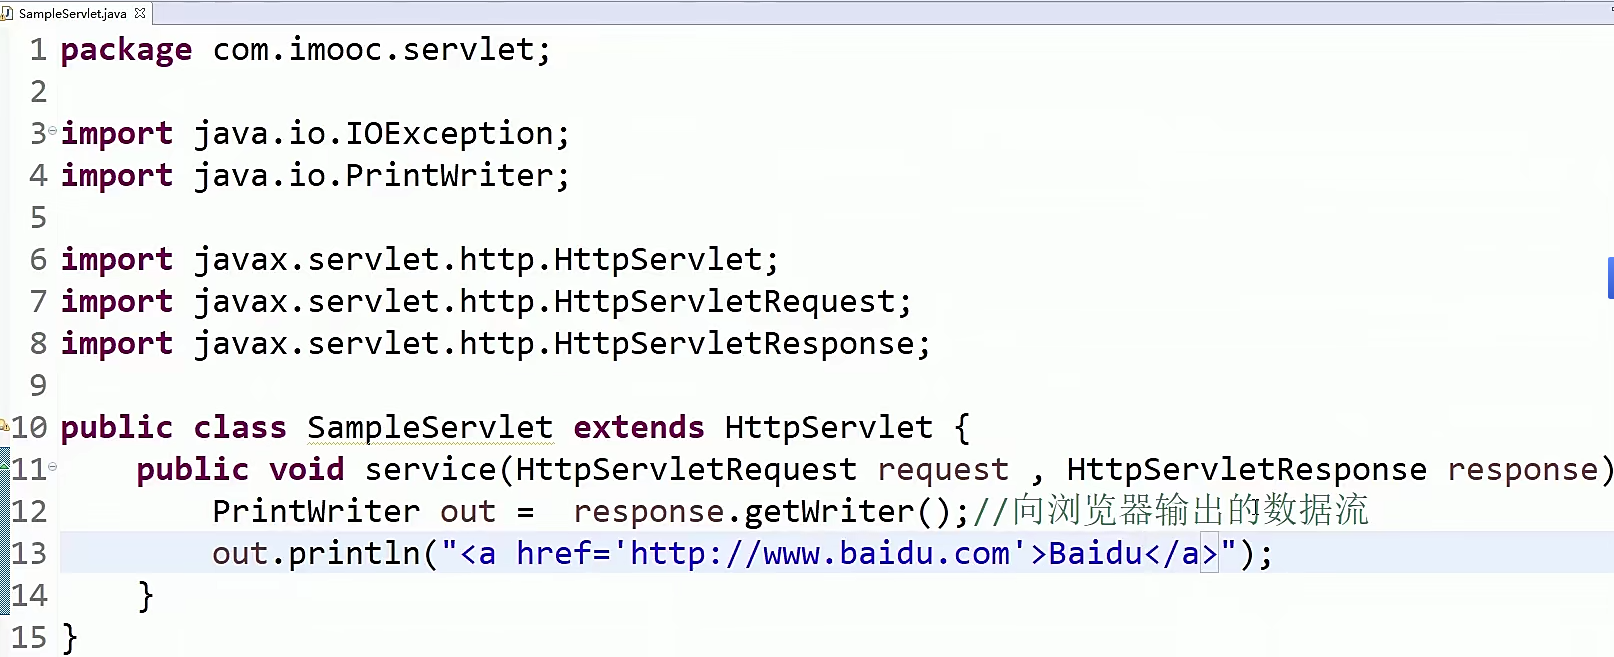 SampleServlet.java
1 package com.imooc.servlet;
2
3 import java.io.IOException;
4 import java.io.PrintWriter;
5
6 import javax.servlet.http.HttpServlet;
7 import javax.servlet.http.HttpServletRequest;
8 import javax.servlet.http.HttpServletResponse;
9
10 public class SampleServlet extends HttpServlet {
11     public void service(HttpServletRequest request , HttpServletResponse response)
12         PrintWriter out =  response.getWriter();//向浏览器输出的数据流
13         out.println("<a href='http://www.baidu.com'>Baidu</a>");
14     }
15 }